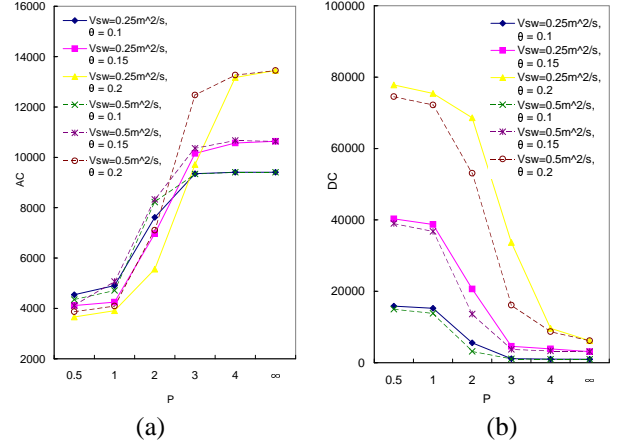 16000
14000
12000
10000
8000
6000
4000
2000
AC
0.5 1 2 3 4 ∞
P
Vsw=0.25m^2/s,
θ = 0.1
Vsw=0.25m^2/s,
θ = 0.15
Vsw=0.25m^2/s,
θ = 0.2
Vsw=0.5m^2/s,
θ = 0.1
Vsw=0.5m^2/s,
θ = 0.15
Vsw=0.5m^2/s,
θ = 0.2
(a)
100000
80000
60000
40000
20000
0
DC
0.5 1 2 3 4 ∞
P
Vsw=0.25m^2/s,
θ = 0.1
Vsw=0.25m^2/s,
θ = 0.15
Vsw=0.25m^2/s,
θ = 0.2
Vsw=0.5m^2/s,
θ = 0.1
Vsw=0.5m^2/s,
θ = 0.15
Vsw=0.5m^2/s,
θ = 0.2
(b)